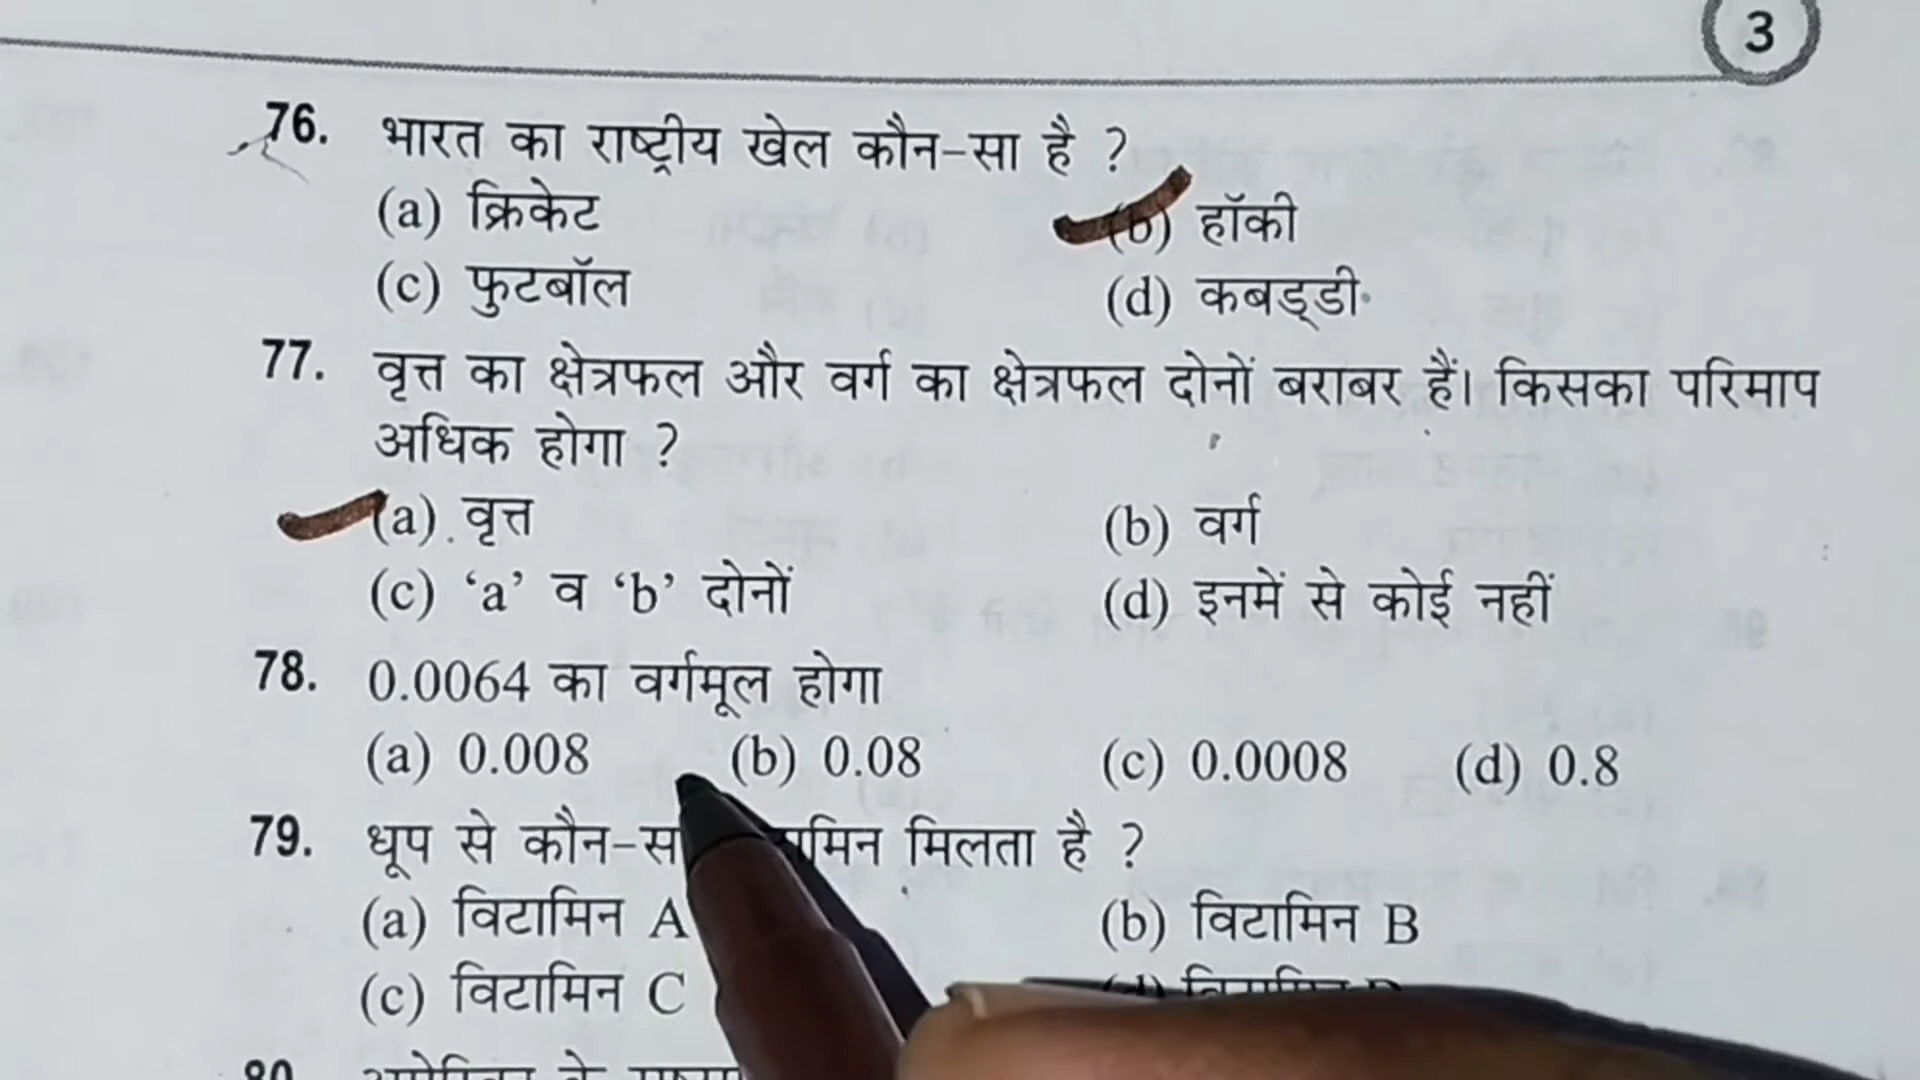 3
76. भारत का राष्ट्रीय खेल कौन-सा है ?
(a) क्रिकेट (b) हॉकी
(c) फुटबॉल (d) कबड्डी
77. वृत्त का क्षेत्रफल और वर्ग का क्षेत्रफल दोनों बराबर हैं। किसका परिमाप
अधिक होगा ?
(a) वृत्त (b) वर्ग
(c) ‘a’ व ‘b’ दोनों (d) इनमें से कोई नहीं
78. 0.0064 का वर्गमूल होगा
(a) 0.008 (b) 0.08 (c) 0.0008 (d) 0.8
79. धूप से मिलता है ?
(a) विटामिन A (b) विटामिन B
(c) विटामिन C
80.